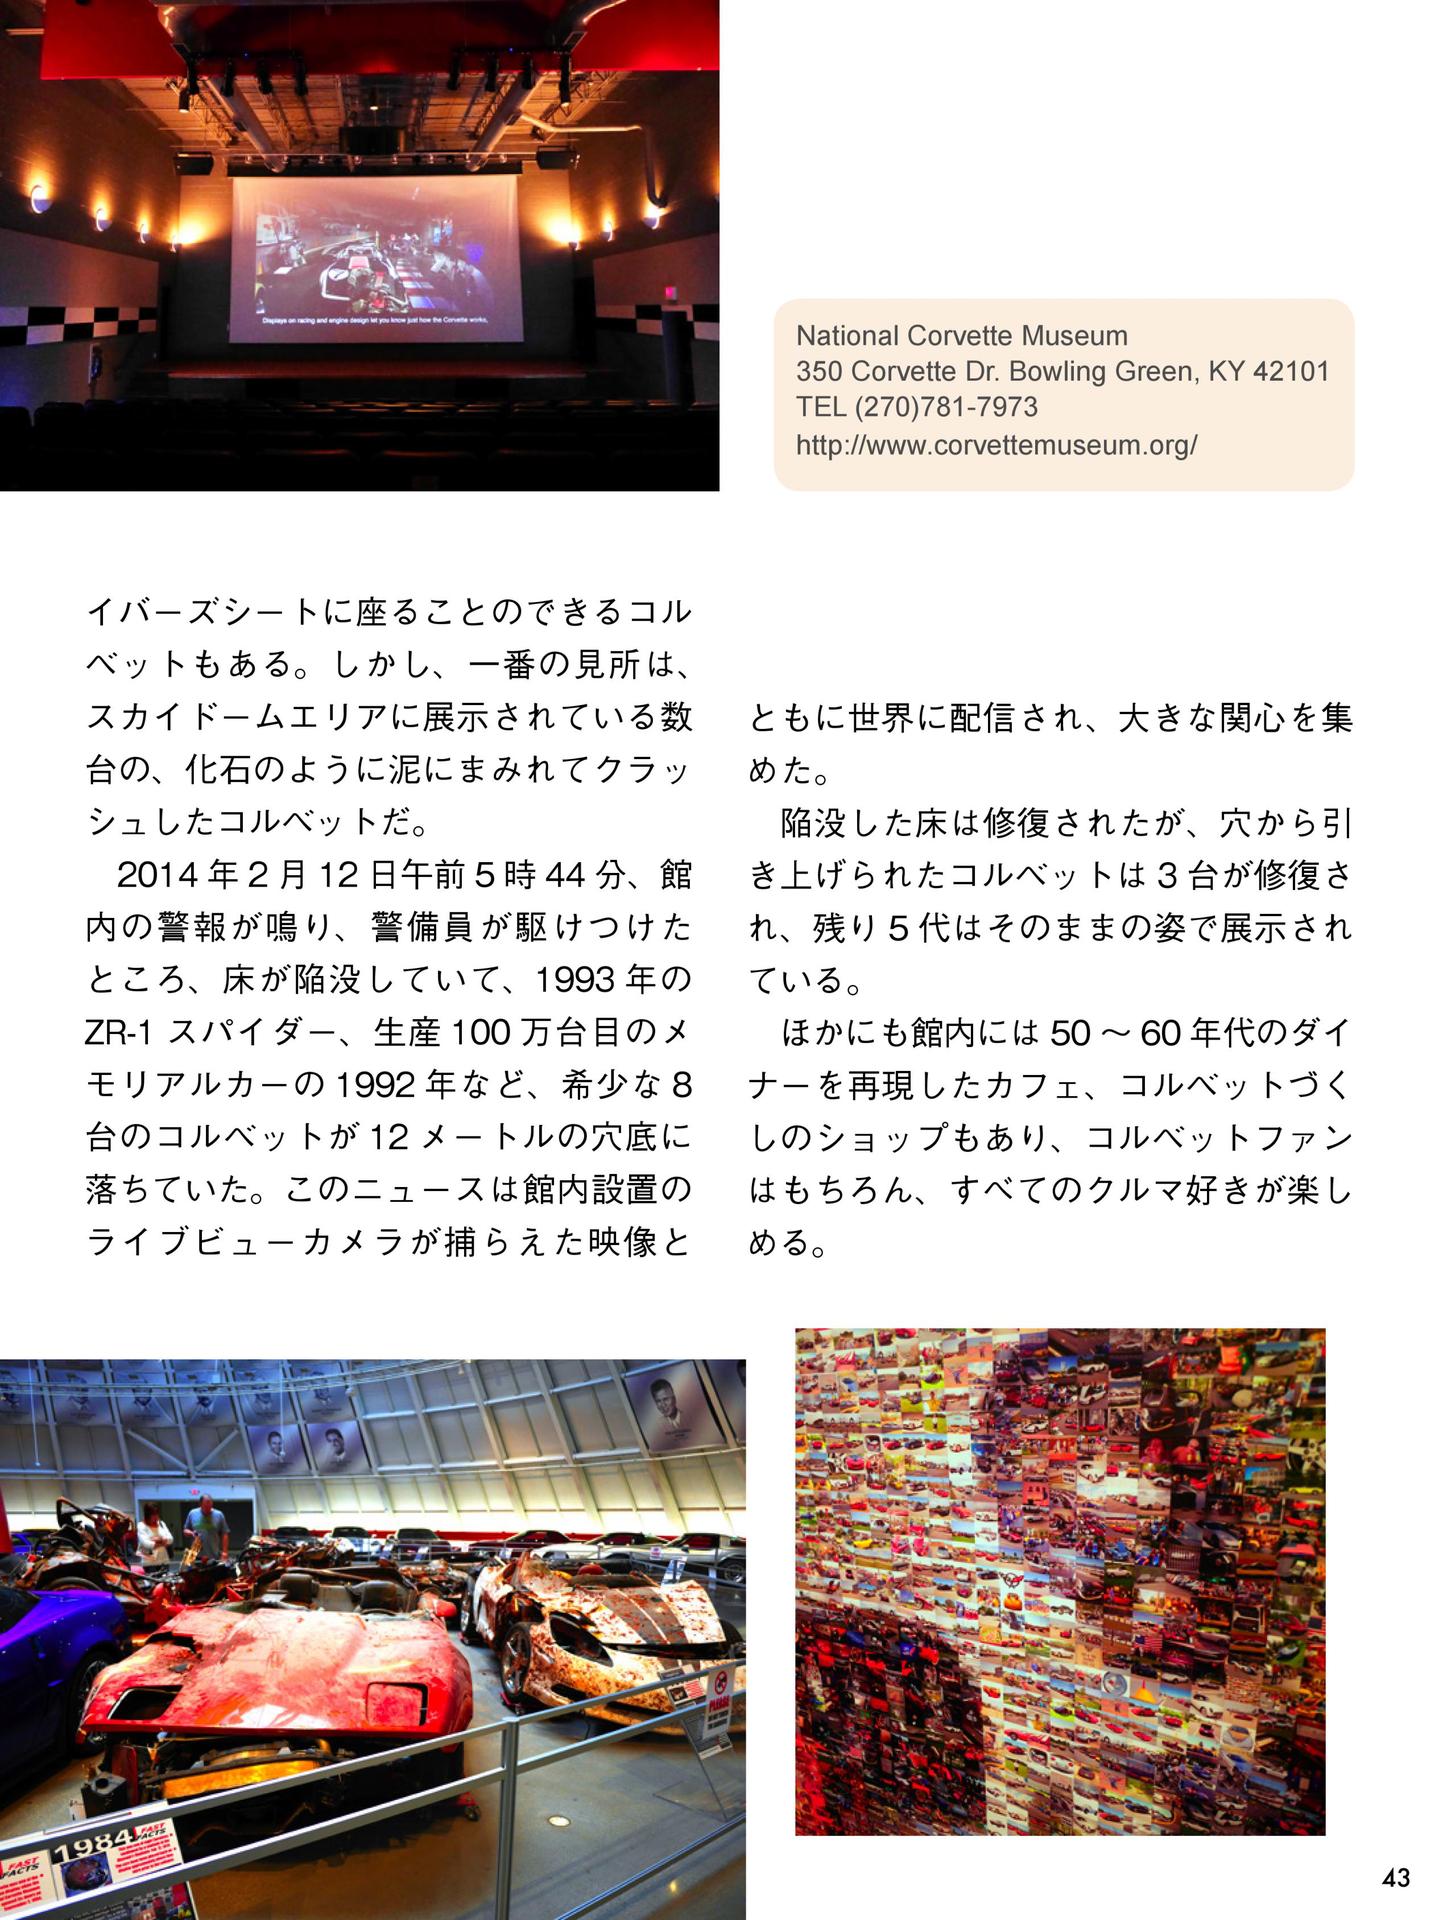 Displays on racing and engine design let you know just how the Corvette works,
National Corvette Museum
350 Corvette Dr. Bowling Green, KY 42101
TEL (270)781-7973
http://www.corvettemuseum.org/
イバーズシートに座ることのできるコル
ベットもある。しかし、一番の見所は、
スカイドームエリアに展示されている数
台の、化石のように泥にまみれてクラッ
シュしたコルベットだ。
2014年2月12日午前5時44分、館
内の警報が鳴り、警備員が駆けつけた
ところ、床が陥没していて、1993年の
ZR-1スパイダー、生産100万台目のメ
モリアルカーの1992年など、希少な8
台のコルベットが12メートルの穴底に
落ちていた。このニュースは館内設置の
ライブビューカメラが捕らえた映像と
ともに世界に配信され、大きな関心を集
めた。
陥没した床は修復されたが、穴から引
き上げられたコルベットは3台が修復さ
れ、残り5代はそのままの姿で展示され
ている。
ほかにも館内には50〜60年代のダイ
ナーを再現したカフェ、コルベットづく
しのショップもあり、コルベットファン
はもちろん、すべてのクルマ好きが楽し
める。
PLEASE
1984
FAST
FACTS
FAST
FACTS
43